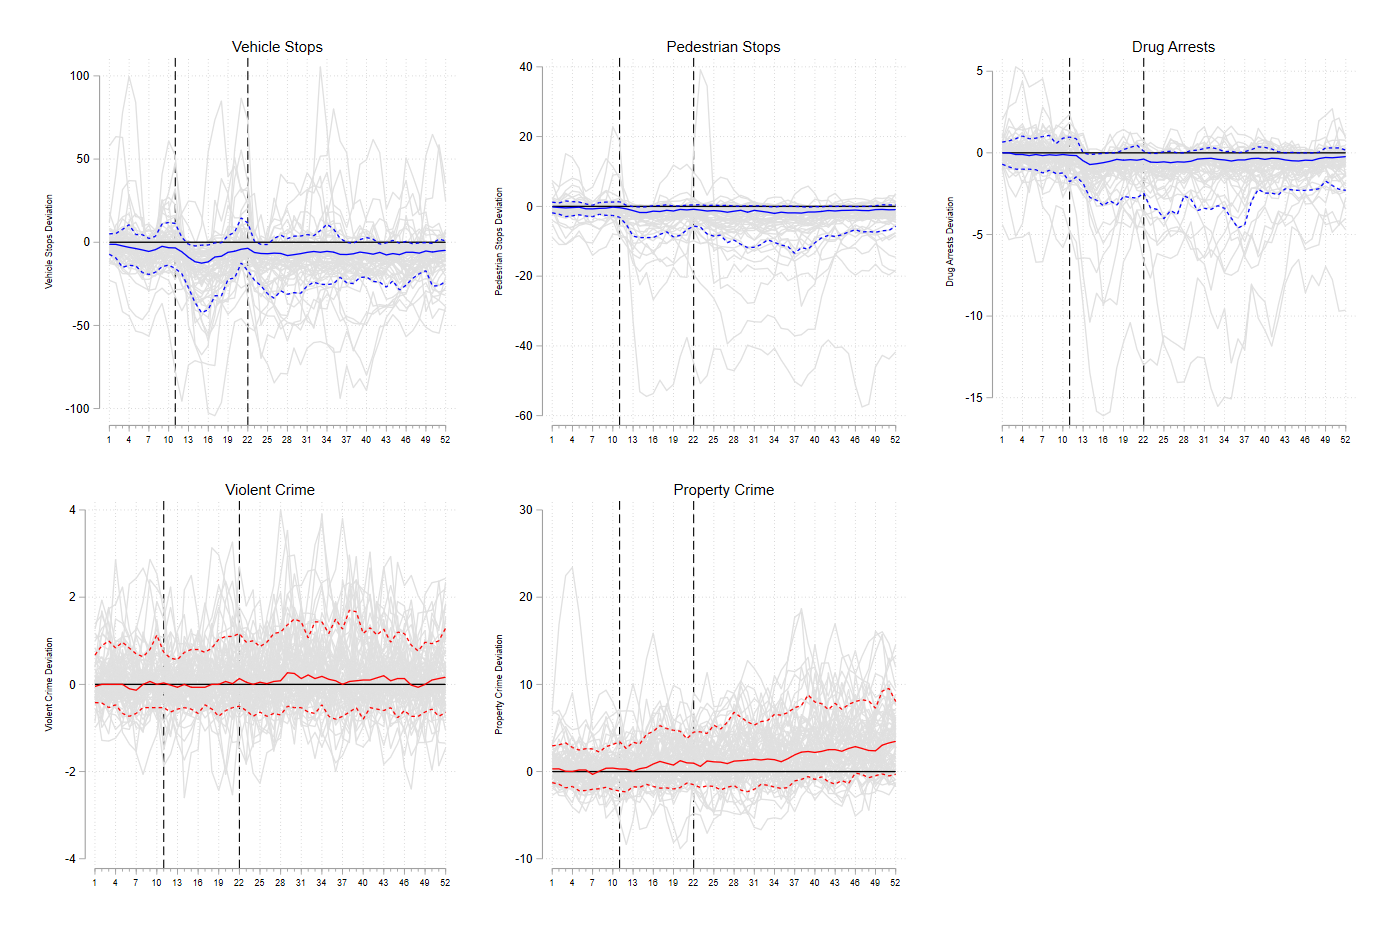 Vehicle Stops
Vehicle Stops Deviation
100
50
0
-50
-100
1 4 7 10 13 16 19 22 25 28 31 34 37 40 43 46 49 52
Pedestrian Stops
Pedestrian Stops Deviation
40
20
0
-20
-40
-60
1 4 7 10 13 16 19 22 25 28 31 34 37 40 43 46 49 52
Drug Arrests
Drug Arrests Deviation
5
0
-5
-10
-15
1 4 7 10 13 16 19 22 25 28 31 34 37 40 43 46 49 52
Violent Crime
Violent Crime Deviation
4
2
0
-2
-4
1 4 7 10 13 16 19 22 25 28 31 34 37 40 43 46 49 52
Property Crime
Property Crime Deviation
30
20
10
0
-10
1 4 7 10 13 16 19 22 25 28 31 34 37 40 43 46 49 52